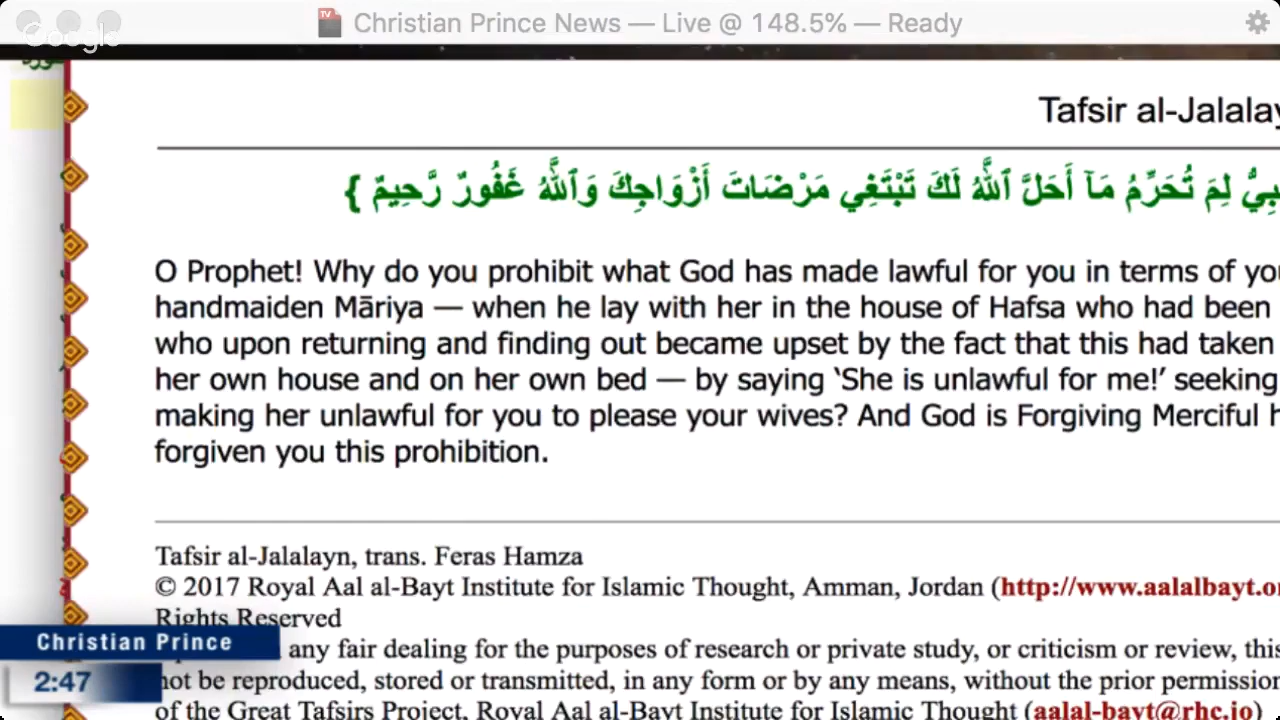 Google
TV
Christian Prince News — Live @ 148.5% — Ready
Tafsir al-Jalalay
لِمَ تُحَرِّمُ مَآ أَحَلَّ ٱللَّهُ لَكَ تَبْتَغِي مَرْضَاتَ أَزْوَاجِكَ وَٱللَّهُ غَفُورٌ رَّحِيمٌ }
O Prophet! Why do you prohibit what God has made lawful for you in terms of you
handmaiden Māriya — when he lay with her in the house of Hafsa who had been
who upon returning and finding out became upset by the fact that this had taken
her own house and on her own bed — by saying ‘She is unlawful for me!’ seeking
making her unlawful for you to please your wives? And God is Forgiving Merciful h
forgiven you this prohibition.
Tafsir al-Jalalayn, trans. Feras Hamza
© 2017 Royal Aal al-Bayt Institute for Islamic Thought, Amman, Jordan (http://www.aalalbayt.o
Rights Reserved
Christian Prince
any fair dealing for the purposes of research or private study, or criticism or review, this
2:47
not be reproduced, stored or transmitted, in any form or by any means, without the prior permission
of the Great Tafsirs Project, Royal Aal al-Bayt Institute for Islamic Thought (aalal-bayt@rhc.jo)